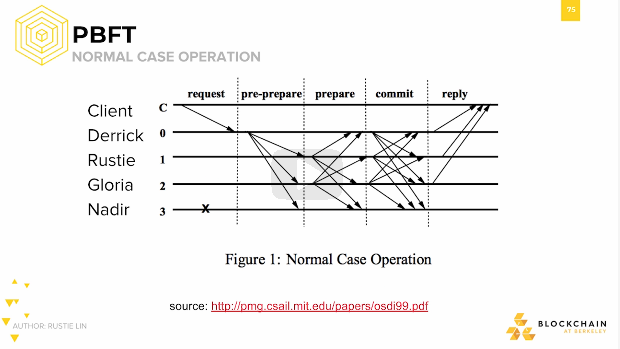 75
PBFT
NORMAL CASE OPERATION
request pre-prepare prepare commit reply
Client C
Derrick 0
Rustie 1
Gloria 2
Nadir 3 X
Figure 1: Normal Case Operation
source: http://pmg.csail.mit.edu/papers/osdi99.pdf
AUTHOR: RUSTIE LIN
BLOCKCHAIN
AT BERKELEY